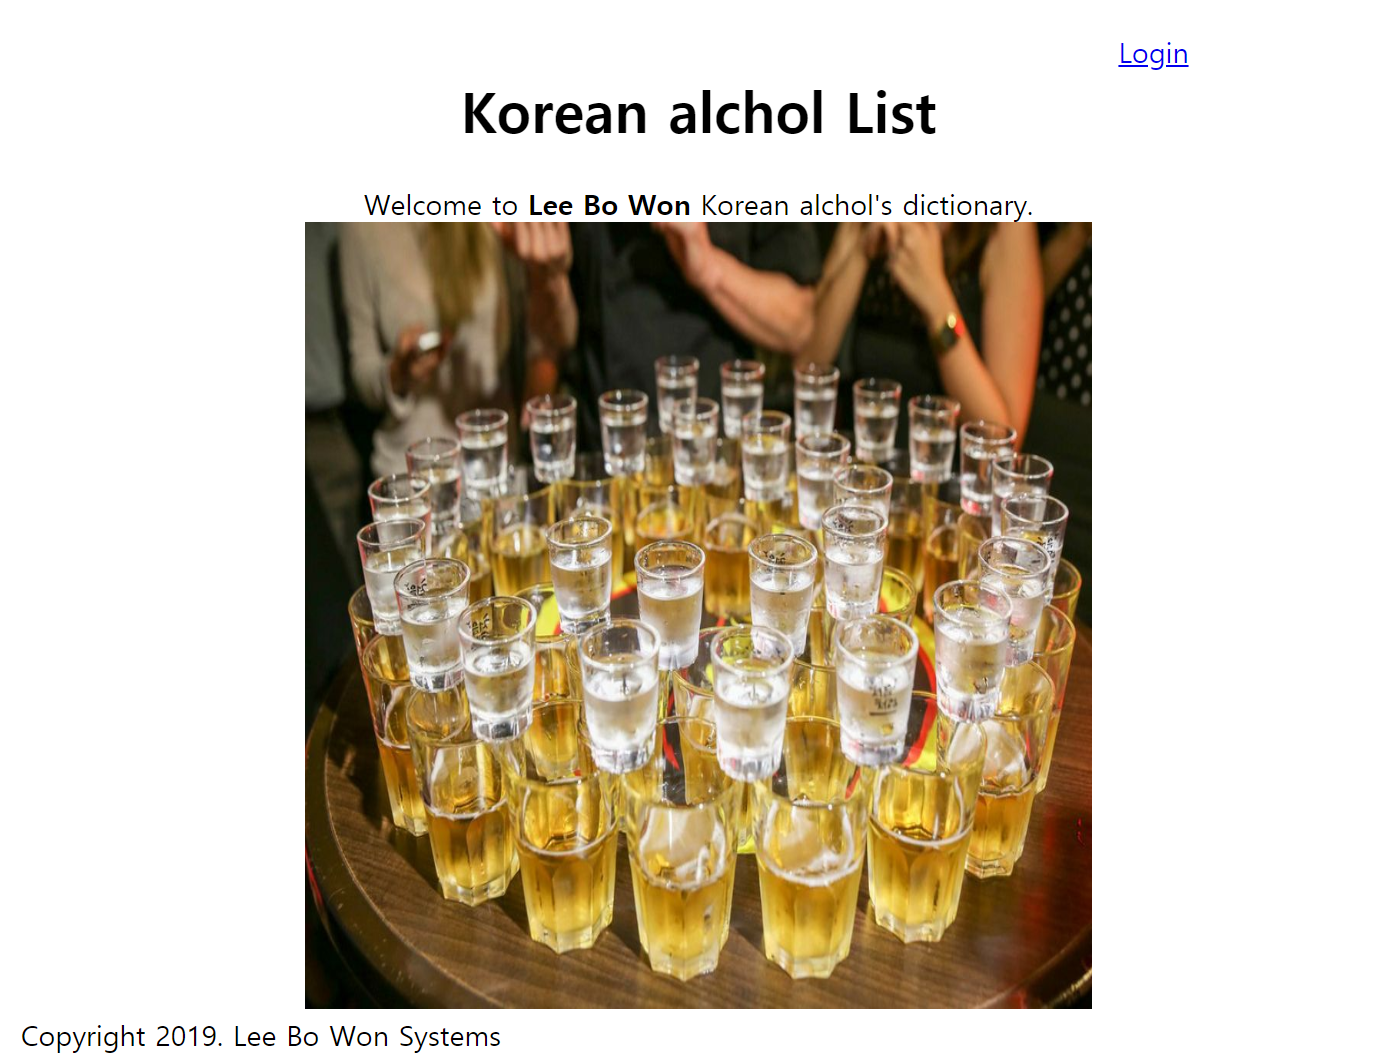 Login
Korean alchol List
Welcome to Lee Bo Won Korean alchol's dictionary.
Copyright 2019. Lee Bo Won Systems